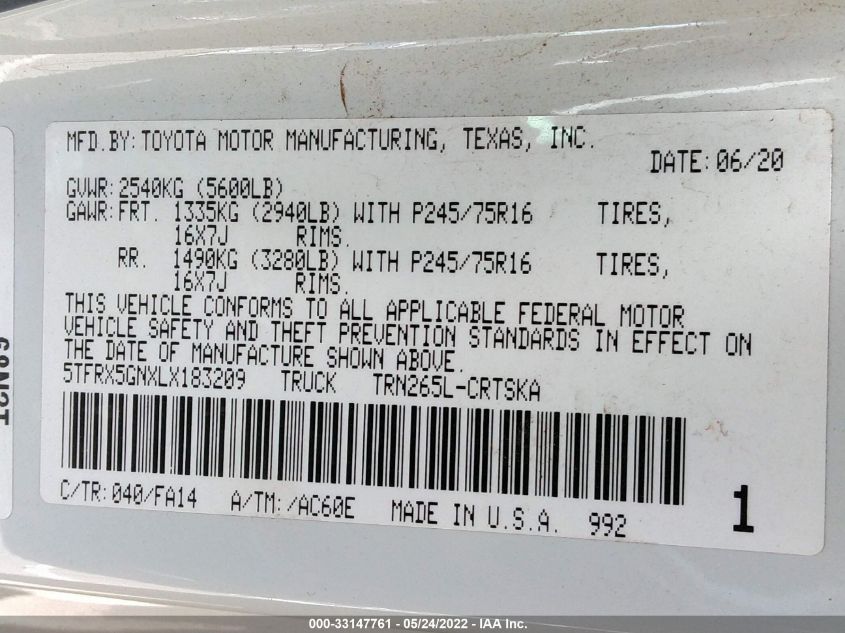 MFD.BY:TOYOTA MOTOR MANUFACTURING, TEXAS, INC.
DATE:06/20
GVWR:2540KG (5600LB)
GAWR:FRT. 1335KG (2940LB) WITH P245/75R16 TIRES,
16X7J RIMS.
RR. 1490KG (3280LB) WITH P245/75R16 TIRES,
16X7J RIMS.
THIS VEHICLE CONFORMS TO ALL APPLICABLE FEDERAL MOTOR
VEHICLE SAFETY AND THEFT PREVENTION STANDARDS IN EFFECT ON
THE DATE OF MANUFACTURE SHOWN ABOVE.
5TFRX5GNXLX183209 TRUCK TRN265L-CRTSKA
C/TR:040/FA14 A/TM:/AC60E MADE IN U.S.A. 992 1
000-33147761 - 05/24/2022 - IAA Inc.